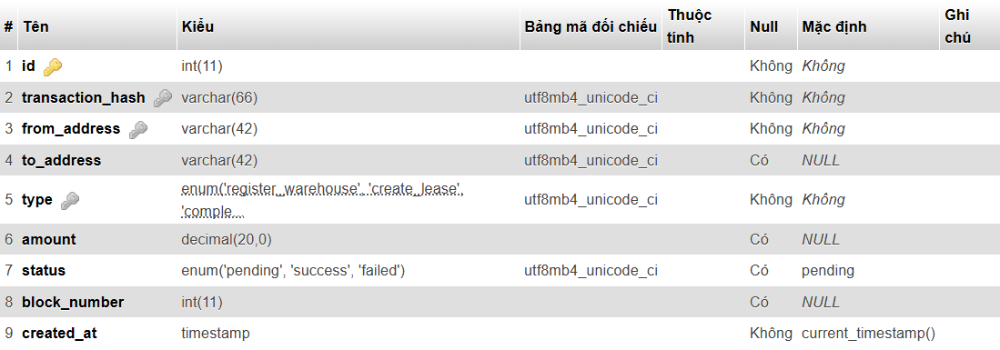 # Tên Kiểu Bảng mã đối chiếu Thuộc tính Null Mặc định Ghi chú
1 id int(11) Không Không
2 transaction_hash varchar(66) utf8mb4_unicode_ci Không Không
3 from_address varchar(42) utf8mb4_unicode_ci Không Không
4 to_address varchar(42) utf8mb4_unicode_ci Có NULL
5 type enum('register_warehouse', 'create_lease', 'comple... utf8mb4_unicode_ci Không Không
6 amount decimal(20,0) Có NULL
7 status enum('pending', 'success', 'failed') utf8mb4_unicode_ci Có pending
8 block_number int(11) Có NULL
9 created_at timestamp Không current_timestamp()